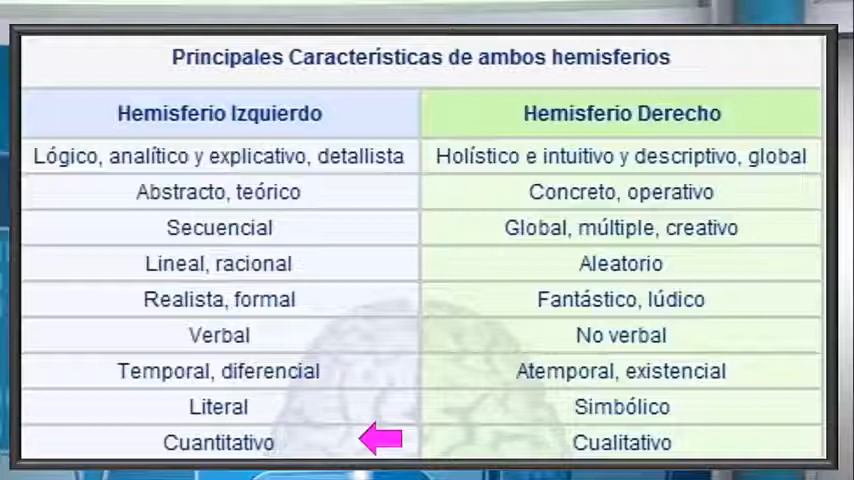 Principales Características de ambos hemisferios
Hemisferio Izquierdo Hemisferio Derecho
Lógico, analítico y explicativo, detallista Holístico e intuitivo y descriptivo, global
Abstracto, teórico Concreto, operativo
Secuencial Global, múltiple, creativo
Lineal, racional Aleatorio
Realista, formal Fantástico, lúdico
Verbal No verbal
Temporal, diferencial Atemporal, existencial
Literal Simbólico
Cuantitativo Cualitativo